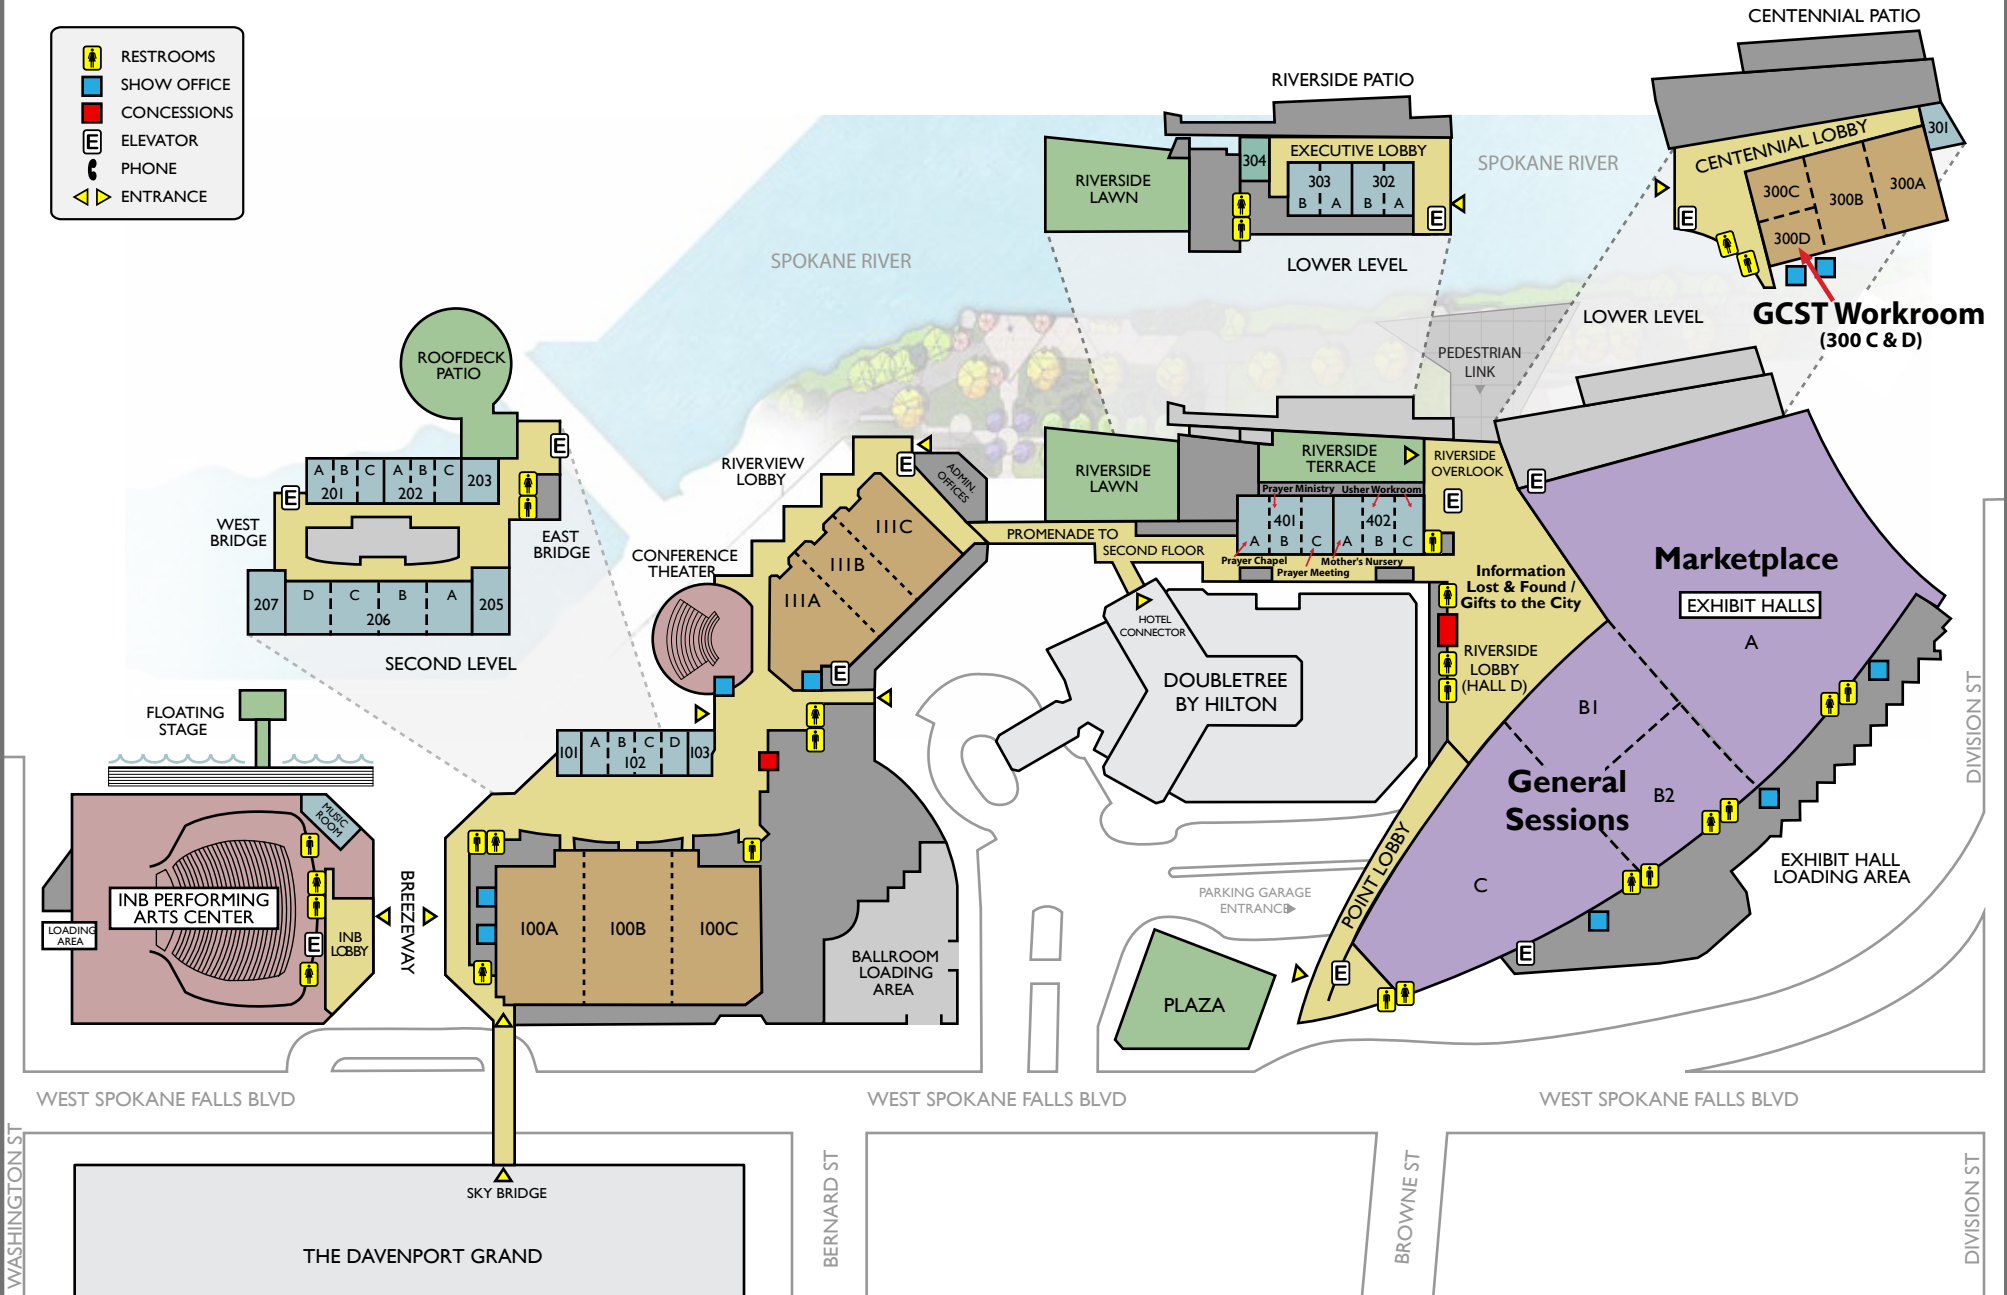 RESTROOMS
SHOW OFFICE
CONCESSIONS
E ELEVATOR
PHONE
ENTRANCE
CENTENNIAL PATIO
CENTENNIAL LOBBY
301
300C
300B
300A
300D
E
GCST Workroom
(300 C & D)
LOWER LEVEL
RIVERSIDE PATIO
RIVERSIDE
LAWN
304
EXECUTIVE LOBBY
303
302
B A B A
E
LOWER LEVEL
SPOKANE RIVER
SPOKANE RIVER
PEDESTRIAN
LINK
ROOFDECK
PATIO
E
A B C A B C
201 202 203
E
WEST
BRIDGE
EAST
BRIDGE
207
D C B A
206
205
SECOND LEVEL
RIVERVIEW
LOBBY
E
ADMIN.
OFFICES
CONFERENCE
THEATER
111C
111B
111A
E
PROMENADE TO
SECOND FLOOR
RIVERSIDE
LAWN
RIVERSIDE
TERRACE
RIVERSIDE
OVERLOOK
E
E
Prayer Ministry Usher Workroom
401 402
A B C A B C
Prayer Chapel Mother's Nursery
Prayer Meeting
Information
Lost & Found /
Gifts to the City
RIVERSIDE
LOBBY
(HALL D)
Marketplace
EXHIBIT HALLS
A
B1
General
Sessions
B2
C
EXHIBIT HALL
LOADING AREA
E
POINT LOBBY
E
HOTEL
CONNECTOR
DOUBLETREE
BY HILTON
PARKING GARAGE
ENTRANCE
PLAZA
FLOATING
STAGE
MUSIC
ROOM
INB PERFORMING
ARTS CENTER
LOADING
AREA
E
INB
LOBBY
BREEZEWAY
101
A B C D
102
103
100A
100B
100C
BALLROOM
LOADING
AREA
WEST SPOKANE FALLS BLVD
WEST SPOKANE FALLS BLVD
WEST SPOKANE FALLS BLVD
WASHINGTON ST
BERNARD ST
BROWNE ST
DIVISION ST
DIVISION ST
SKY BRIDGE
THE DAVENPORT GRAND